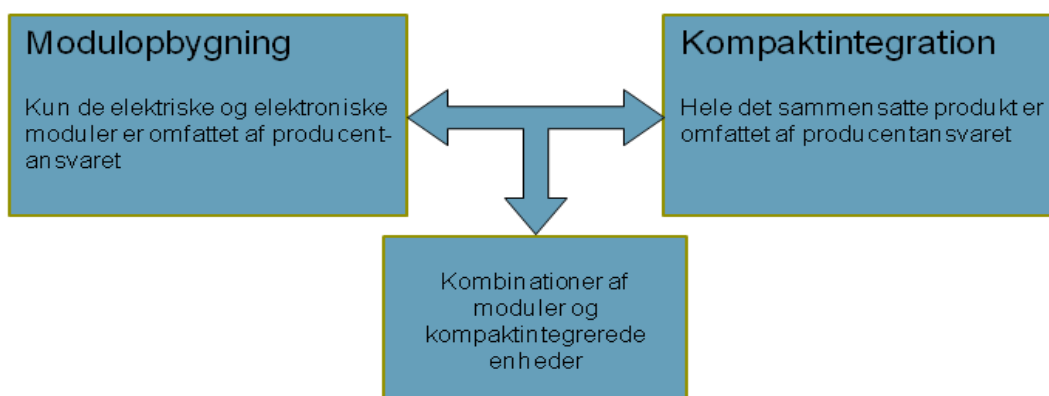 Modulopbygning
Kun de elektriske og elektroniske
moduler er omfattet af producent-
ansvaret
Kompaktintegration
Hele det sammensatte produkt er
omfattet af producentansvaret
Kombinationer af
moduler og
kompaktintegrerede
enheder